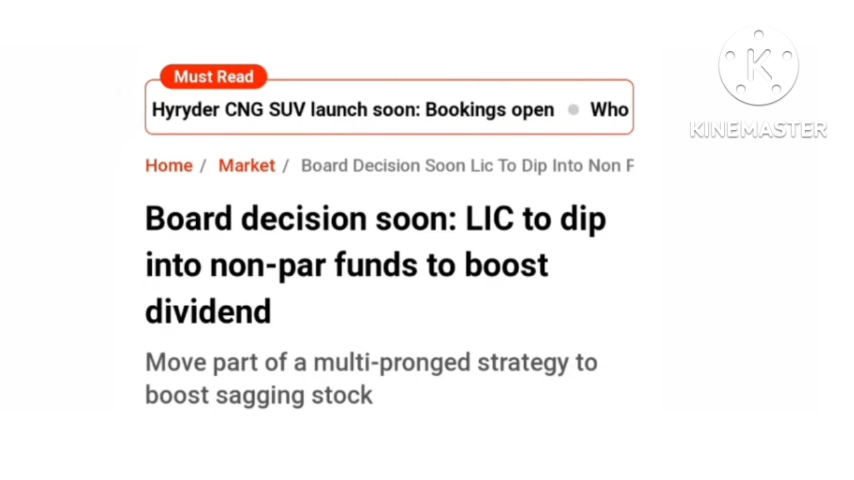 Must Read
Hyryder CNG SUV launch soon: Bookings open Who
Home / Market / Board Decision Soon Lic To Dip Into Non F
Board decision soon: LIC to dip
into non-par funds to boost
dividend
Move part of a multi-pronged strategy to
boost sagging stock
K
KINEMASTER